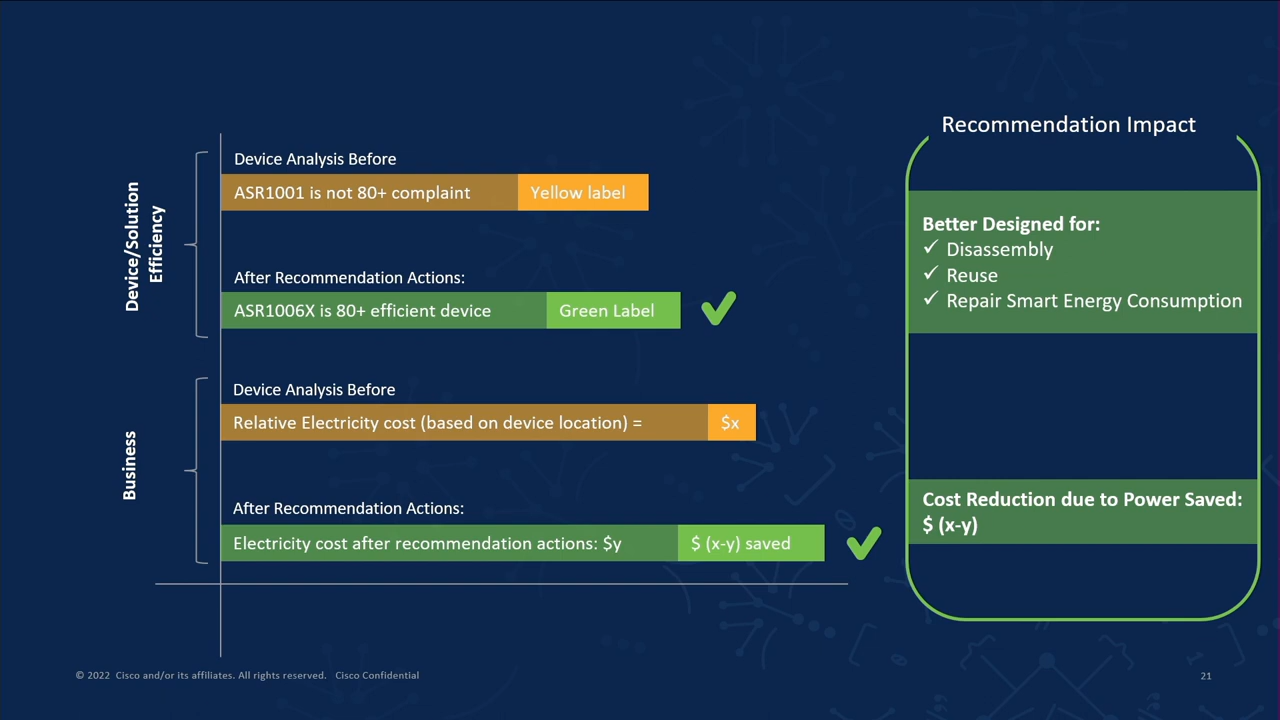 Recommendation Impact
Device/Solution
Efficiency
Device Analysis Before
ASR1001 is not 80+ complaint
Yellow label
After Recommendation Actions:
ASR1006X is 80+ efficient device
Green Label
Business
Device Analysis Before
Relative Electricity cost (based on device location) =
$x
After Recommendation Actions:
Electricity cost after recommendation actions: $y
$ (x-y) saved
Better Designed for:
✓ Disassembly
✓ Reuse
✓ Repair Smart Energy Consumption
Cost Reduction due to Power Saved:
$ (x-y)
© 2022 Cisco and/or its affiliates. All rights reserved. Cisco Confidential
21